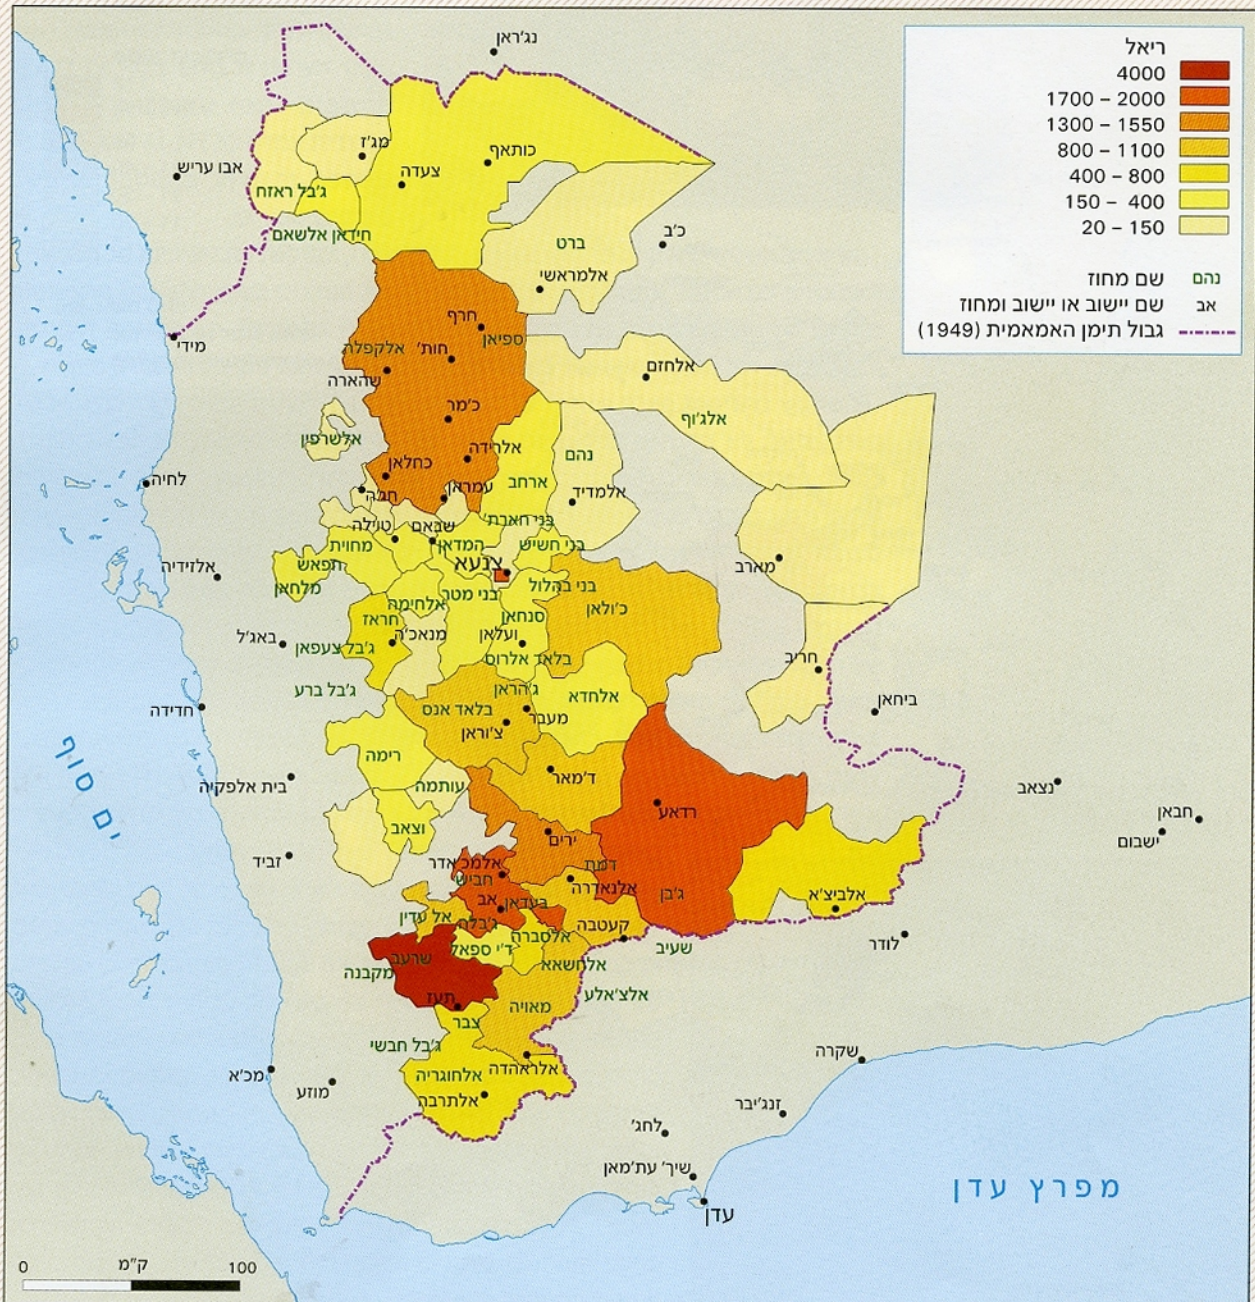 ריאל
4000
1700 – 2000
1300 – 1550
800 – 1100
400 – 800
150 – 400
20 – 150
נהם שם מחוז
אב שם יישוב או יישוב ומחוז
גבול תימן האמאמית (1949)
נג'ראן
אבו עריש
מג'ז
כותאף
צעדה
ג'בל ראזח
חידאן אלשאם
ברט
כ'ב
אלמראשי
מידי
חרף
ספיאן
אלקפלה
חות'
שהארה
אלחזם
אלג'וף
כ'מר
אלשרפין
אלרידה
נהם
כחלאן
ארחב
לחיה
חג'ה
עמראן
אלמדיד
טוילה
שבאם
בני חארת'
מחוית
המדאן
בני חשיש
תפאש
צנעא
אלזידיה
מארב
מלחאן
בני בהלול
אלחימה
בני מטר
כ'ולאן
חראז
סנחאן
באג'ל
מנאכ'ה
ועלאן
ג'בל צעפאן
בלאד אלרוס
חריב
ג'בל ברע
ג'הראן
אלחדא
ביחאן
חדידה
בלאד אנס
מעבר
צ'וראן
רימה
ד'מאר
בית אלפקיה
עותמה
נצאב
רדאע
חבאן
וצאב
ירים
ישבום
זביד
אלמכ'אדר
דמת
חביש
אלנאדרה
ג'בן
אלביצ'א
אב
בעדאן
אל עדין
ג'בלה
קעטבה
אלסברה
שעיב
לודר
ד'י ספאל
שרעב
מקבנה
אלחשאא
אלצ'אלע
תעז
מאויה
צבר
ג'בל חבשי
שקרה
אלראהדה
מכ'א
אלחוגריה
מוזע
אלתרבה
זנג'יבר
לחג'
שיך' עת'מאן
עדן
ים סוף
מפרץ עדן
0 ק"מ 100